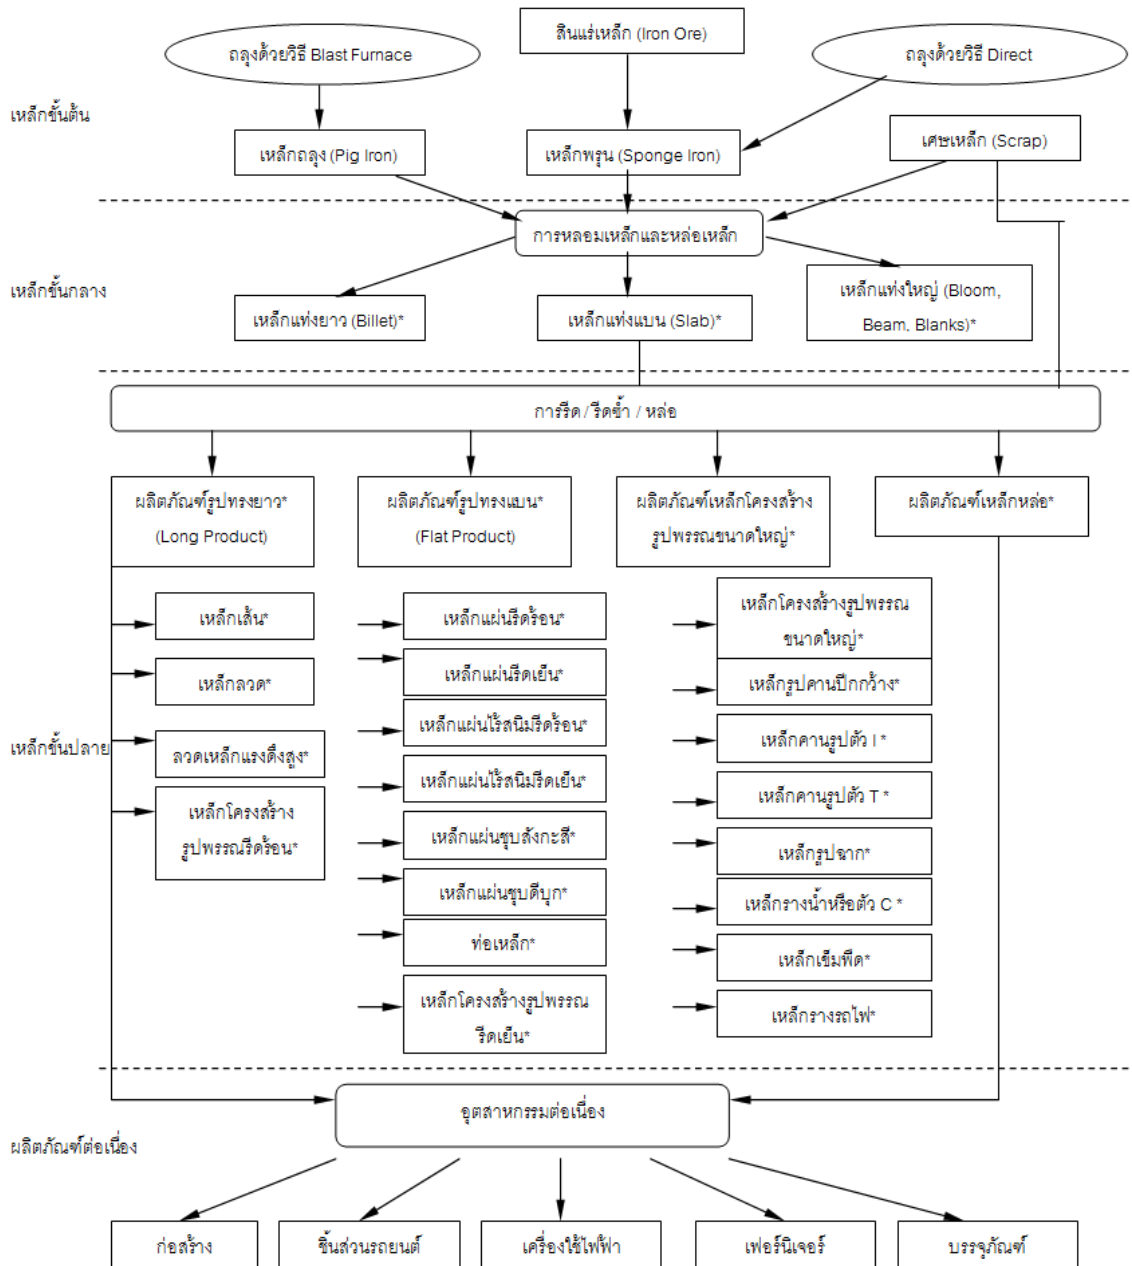 สินแร่เหล็ก (Iron Ore)
ถลุงด้วยวิธี Blast Furnace
ถลุงด้วยวิธี Direct
เหล็กขั้นต้น
เหล็กถลุง (Pig Iron)
เหล็กพรุน (Sponge Iron)
เศษเหล็ก (Scrap)
การหลอมเหล็กและหล่อเหล็ก
เหล็กขั้นกลาง
เหล็กแท่งยาว (Billet)*
เหล็กแท่งแบน (Slab)*
เหล็กแท่งใหญ่ (Bloom,
Beam, Blanks)*
การรีด / รีดซ้ำ / หล่อ
ผลิตภัณฑ์รูปทรงยาว*
(Long Product)
ผลิตภัณฑ์รูปทรงแบน*
(Flat Product)
ผลิตภัณฑ์เหล็กโครงสร้าง
รูปพรรณขนาดใหญ่*
ผลิตภัณฑ์เหล็กหล่อ*
เหล็กขั้นปลาย
เหล็กเส้น*
เหล็กลวด*
ลวดเหล็กแรงดึงสูง*
เหล็กโครงสร้าง
รูปพรรณรีดร้อน*
เหล็กแผ่นรีดร้อน*
เหล็กแผ่นรีดเย็น*
เหล็กแผ่นไร้สนิมรีดร้อน*
เหล็กแผ่นไร้สนิมรีดเย็น*
เหล็กแผ่นชุบสังกะสี*
เหล็กแผ่นชุบดีบุก*
ท่อเหล็ก*
เหล็กโครงสร้างรูปพรรณ
รีดเย็น*
เหล็กโครงสร้างรูปพรรณ
ขนาดใหญ่*
เหล็กรูปคานปีกกว้าง*
เหล็กคานรูปตัว I *
เหล็กคานรูปตัว T *
เหล็กรูปฉาก*
เหล็กรางน้ำหรือตัว C *
เหล็กเข็มพืด*
เหล็กรางรถไฟ*
อุตสาหกรรมต่อเนื่อง
ผลิตภัณฑ์ต่อเนื่อง
ก่อสร้าง
ชิ้นส่วนรถยนต์
เครื่องใช้ไฟฟ้า
เฟอร์นิเจอร์
บรรจุภัณฑ์